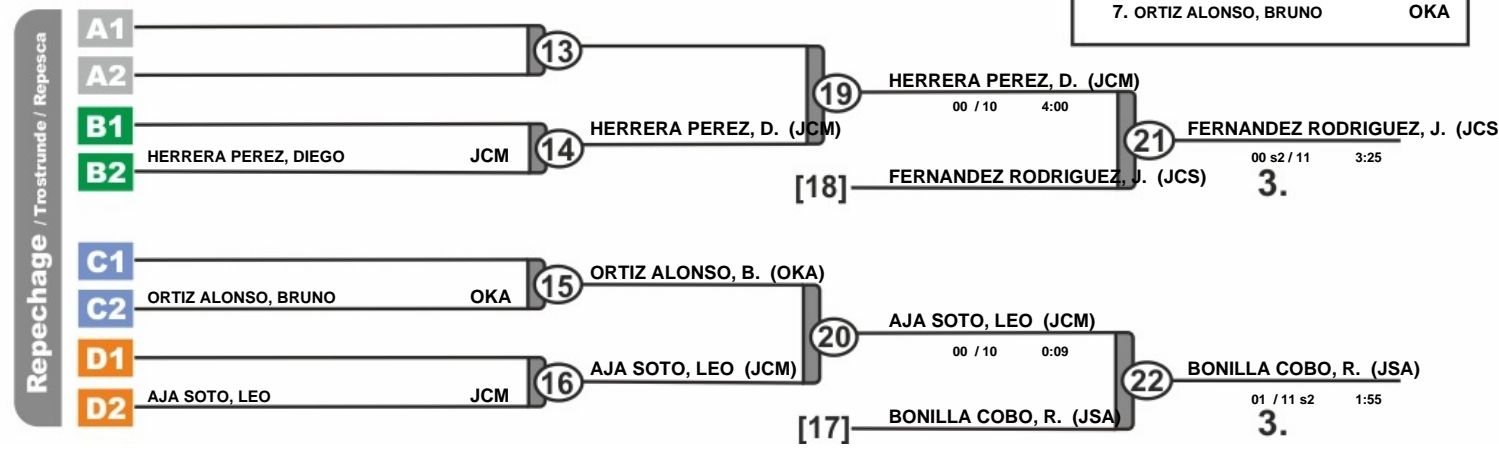 7. ORTIZ ALONSO, BRUNO OKA
Repechage / Trostrunde / Repesca
A1
13
A2
19
HERRERA PEREZ, D. (JCM)
00 / 10 4:00
B1
14
HERRERA PEREZ, D. (JCM)
21
FERNANDEZ RODRIGUEZ, J. (JCS
00 s2 / 11 3:25
3.
B2
HERRERA PEREZ, DIEGO JCM
[18]
FERNANDEZ RODRIGUEZ, J. (JCS)
C1
15
ORTIZ ALONSO, B. (OKA)
C2
ORTIZ ALONSO, BRUNO OKA
20
AJA SOTO, LEO (JCM)
00 / 10 0:09
D1
16
AJA SOTO, LEO (JCM)
22
BONILLA COBO, R. (JSA)
01 / 11 s2 1:55
3.
D2
AJA SOTO, LEO JCM
[17]
BONILLA COBO, R. (JSA)